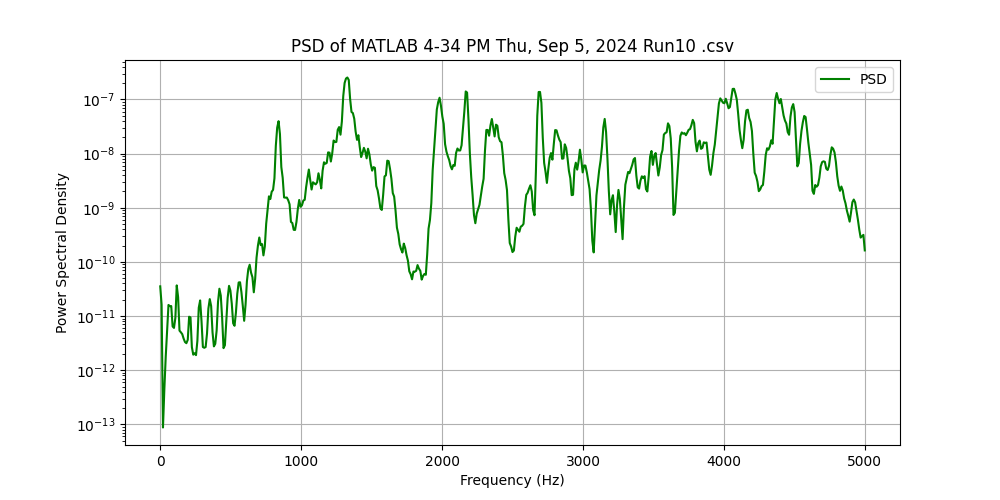 PSD of MATLAB 4-34 PM Thu, Sep 5, 2024 Run10 .csv
PSD
Power Spectral Density
10⁻⁷
10⁻⁸
10⁻⁹
10⁻¹⁰
10⁻¹¹
10⁻¹²
10⁻¹³
0 1000 2000 3000 4000 5000
Frequency (Hz)